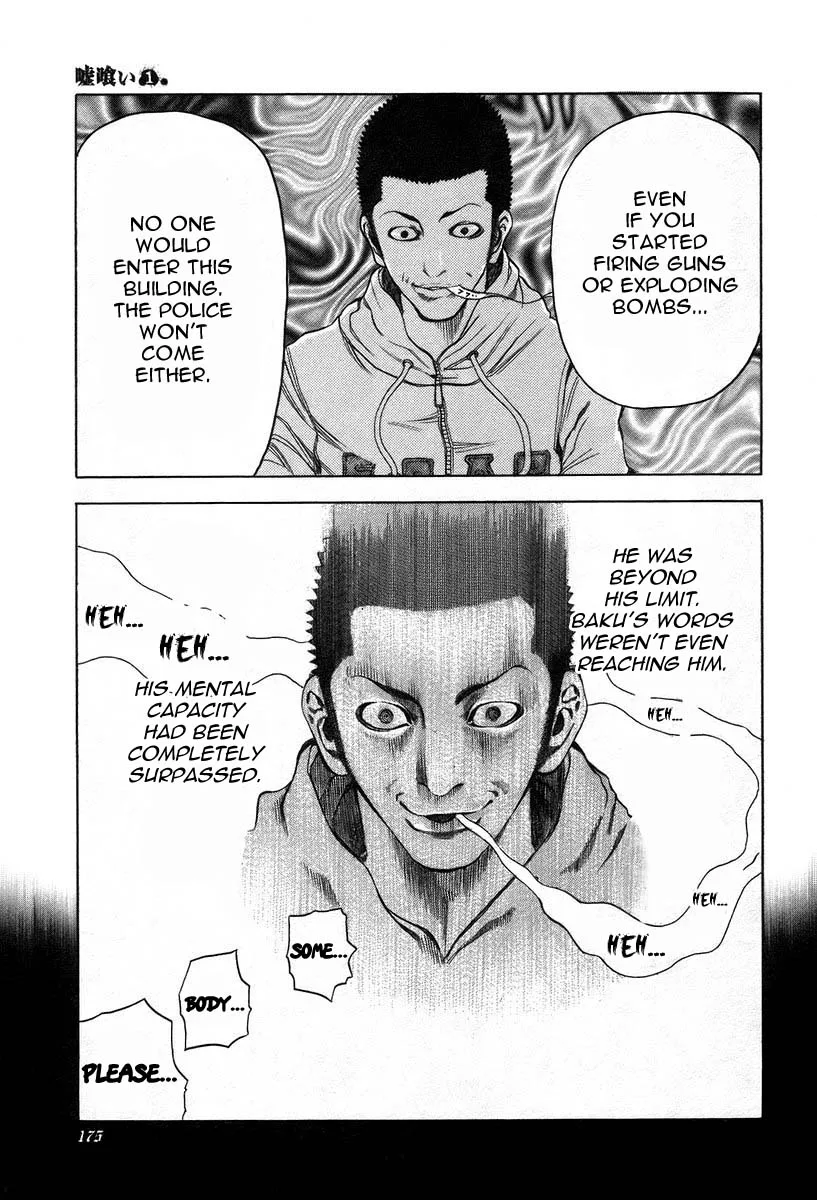 嘘喰い 1.
EVEN
IF YOU
STARTED
FIRING GUNS
OR EXPLODING
BOMBS...
NO ONE
WOULD
ENTER THIS
BUILDING.
THE POLICE
WON'T
COME
EITHER.
HE WAS
BEYOND
HIS LIMIT.
BAKU'S WORDS
WEREN'T EVEN
REACHING HIM.
HEH...
HEH...
HEH...
HEH...
HEH...
HIS MENTAL
CAPACITY
HAD BEEN
COMPLETELY
SURPASSED.
SOME...
BODY...
PLEASE...
175